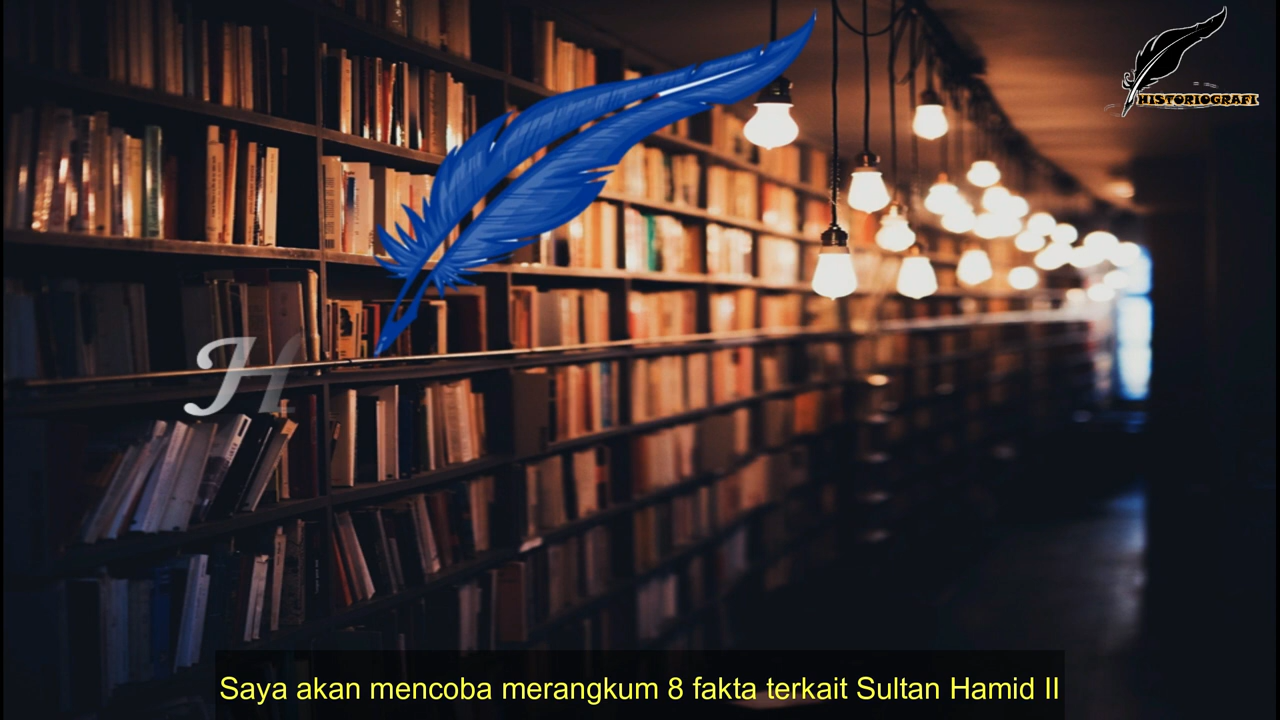 HISTORIOGRAFI
H
Saya akan mencoba merangkum 8 fakta terkait Sultan Hamid II